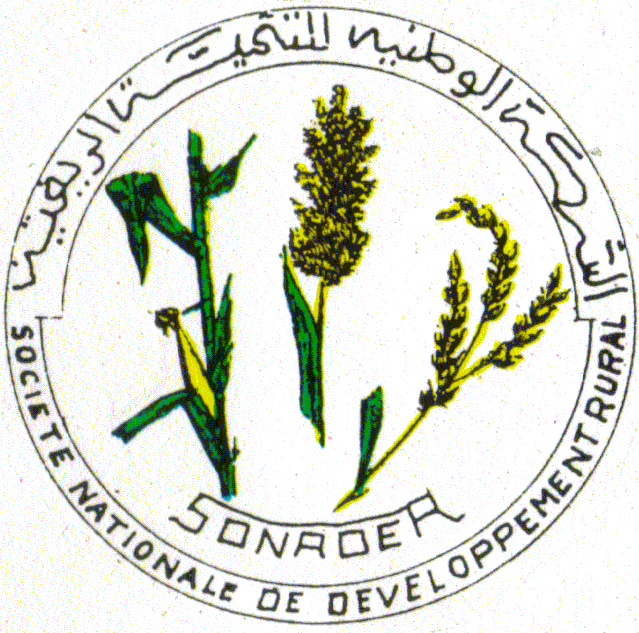 الشركة الوطنية للتنمية الريفية
SONADER
SOCIETE NATIONALE DE DEVELOPPEMENT RURAL